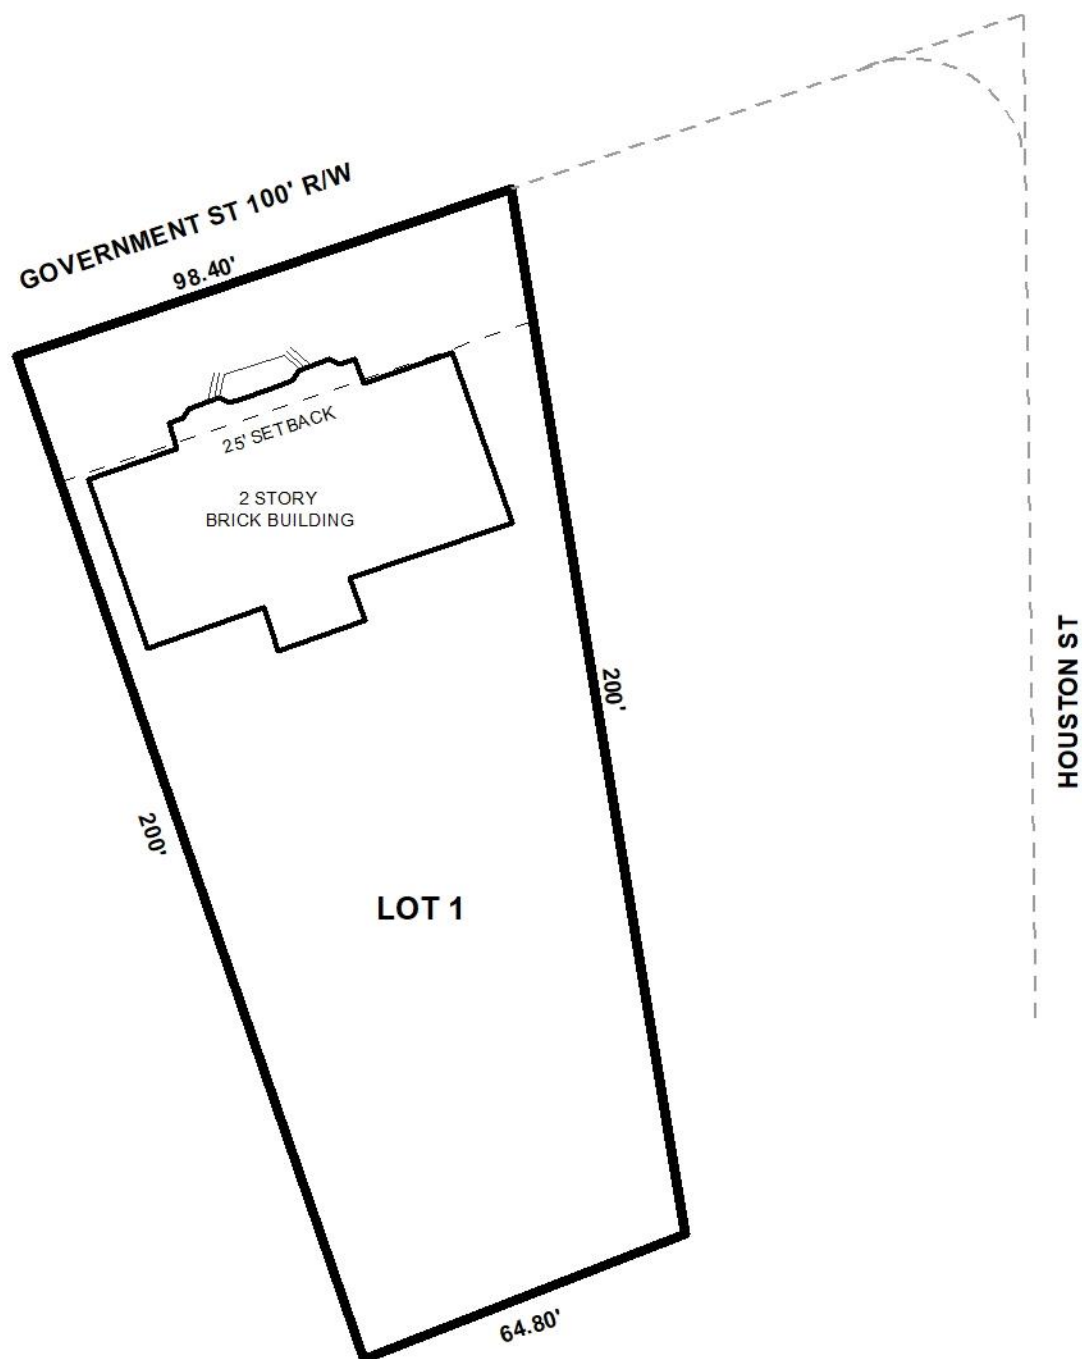 GOVERNMENT ST 100' R/W
98.40'
25' SETBACK
2 STORY
BRICK BUILDING
200'
HOUSTON ST
200'
LOT 1
64.80'